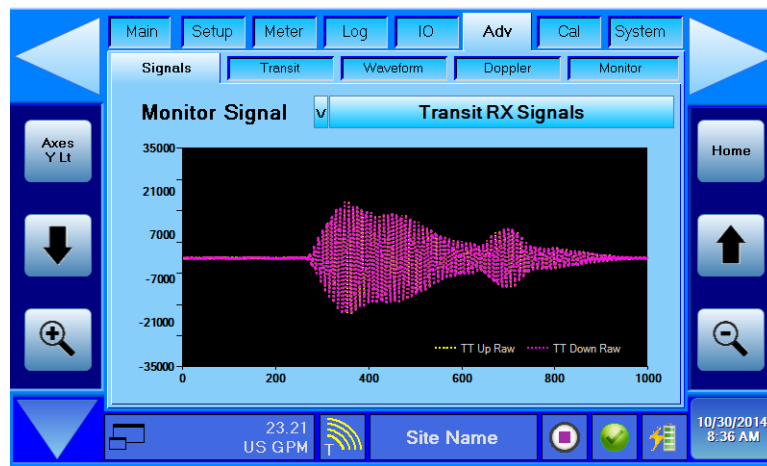 Main Setup Meter Log IO Adv Cal System
Signals Transit Waveform Doppler Monitor
Monitor Signal v Transit RX Signals
Axes
Y Lt
Home
35000
21000
7000
-7000
-21000
-35000
TT Up Raw TT Down Raw
0 200 400 600 800 1000
23.21
US GPM
T
Site Name
10/30/2014
8:36 AM